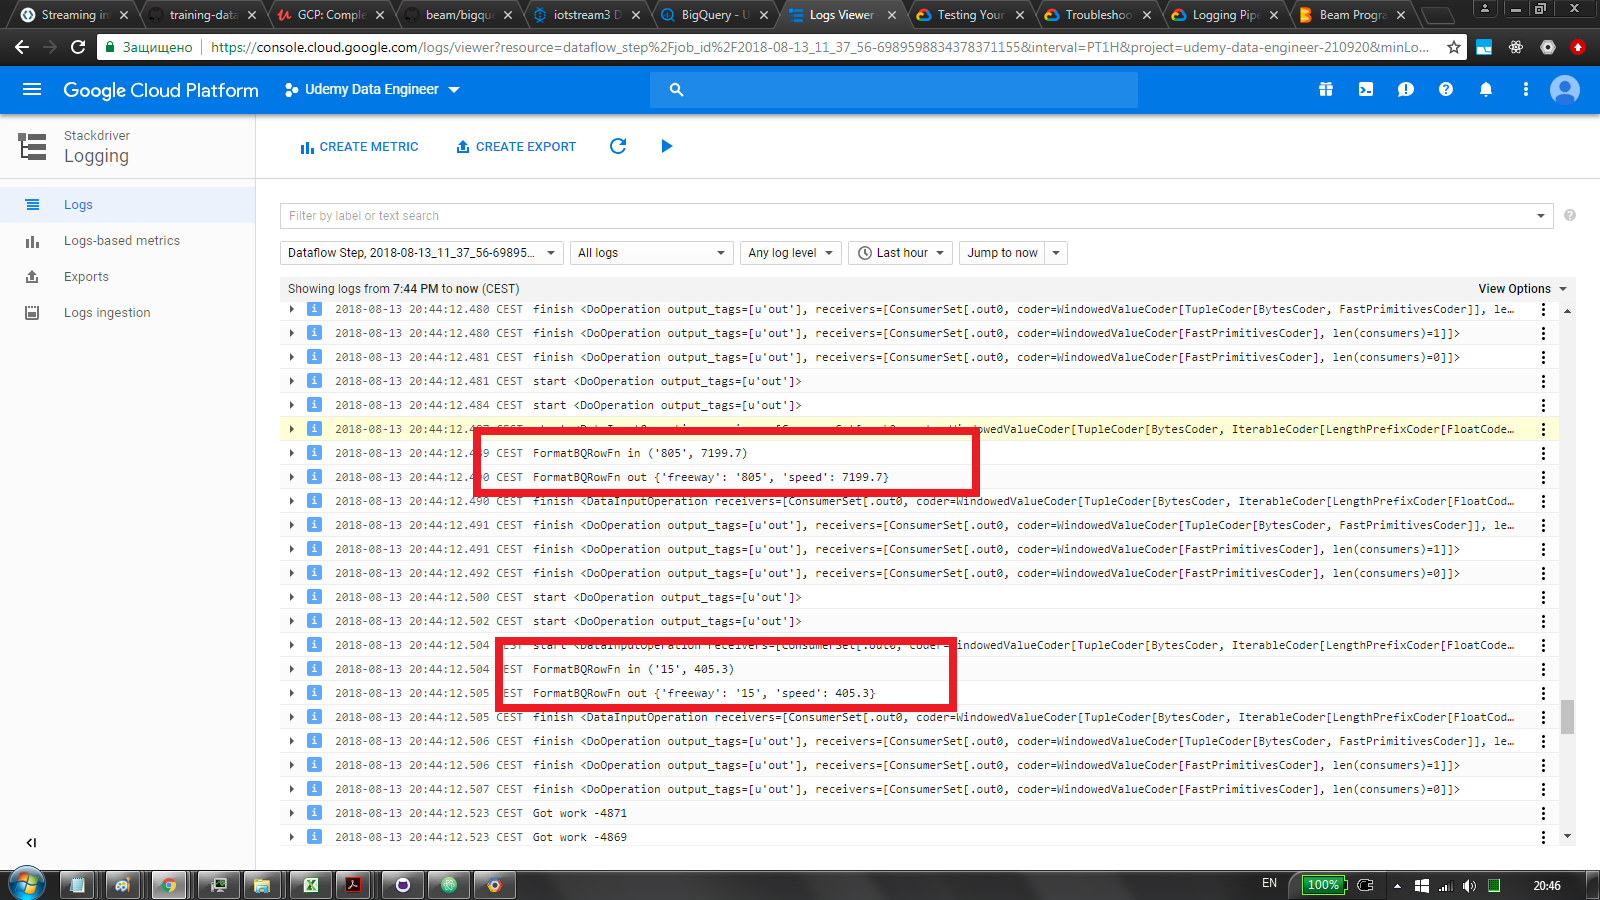 Streaming in
training-data
GCP: Comple
beam/bigqu
iotstream3 D
BigQuery - U
Logs Viewer
Testing Your
Troubleshoo
Logging Pipe
Beam Progra
Защищено
https://console.cloud.google.com/logs/viewer?resource=dataflow_step%2Fjob_id%2F2018-08-13_11_37_56-6989598834378371155&interval=PT1H&project=udemy-data-engineer-210920&minLo...
Google Cloud Platform
Udemy Data Engineer
Stackdriver
Logging
CREATE METRIC
CREATE EXPORT
Logs
Logs-based metrics
Exports
Logs ingestion
Filter by label or text search
Dataflow Step, 2018-08-13_11_37_56-69895...
All logs
Any log level
Last hour
Jump to now
Showing logs from 7:44 PM to now (CEST)
View Options
2018-08-13 20:44:12.480 CEST finish <DoOperation output_tags=[u'out'], receivers=[ConsumerSet[.out0, coder=WindowedValueCoder[TupleCoder[BytesCoder, FastPrimitivesCoder]], le…
2018-08-13 20:44:12.480 CEST finish <DoOperation output_tags=[u'out'], receivers=[ConsumerSet[.out0, coder=WindowedValueCoder[FastPrimitivesCoder], len(consumers)=1]]>
2018-08-13 20:44:12.481 CEST finish <DoOperation output_tags=[u'out'], receivers=[ConsumerSet[.out0, coder=WindowedValueCoder[FastPrimitivesCoder], len(consumers)=0]]>
2018-08-13 20:44:12.481 CEST start <DoOperation output_tags=[u'out']>
2018-08-13 20:44:12.484 CEST start <DoOperation output_tags=[u'out']>
2018-08-13 20:44:12.487 CEST start <DataInputOperation receivers=[ConsumerSet[.out0, coder=WindowedValueCoder[TupleCoder[BytesCoder, IterableCoder[LengthPrefixCoder[FloatCode…
2018-08-13 20:44:12.489 CEST FormatBQRowFn in ('805', 7199.7)
2018-08-13 20:44:12.490 CEST FormatBQRowFn out {'freeway': '805', 'speed': 7199.7}
2018-08-13 20:44:12.490 CEST finish <DataInputOperation receivers=[ConsumerSet[.out0, coder=WindowedValueCoder[TupleCoder[BytesCoder, IterableCoder[LengthPrefixCoder[FloatCod…
2018-08-13 20:44:12.491 CEST finish <DoOperation output_tags=[u'out'], receivers=[ConsumerSet[.out0, coder=WindowedValueCoder[TupleCoder[BytesCoder, FastPrimitivesCoder]], le…
2018-08-13 20:44:12.491 CEST finish <DoOperation output_tags=[u'out'], receivers=[ConsumerSet[.out0, coder=WindowedValueCoder[FastPrimitivesCoder], len(consumers)=1]]>
2018-08-13 20:44:12.492 CEST finish <DoOperation output_tags=[u'out'], receivers=[ConsumerSet[.out0, coder=WindowedValueCoder[FastPrimitivesCoder], len(consumers)=0]]>
2018-08-13 20:44:12.500 CEST start <DoOperation output_tags=[u'out']>
2018-08-13 20:44:12.502 CEST start <DoOperation output_tags=[u'out']>
2018-08-13 20:44:12.504 CEST start <DataInputOperation receivers=[ConsumerSet[.out0, coder=WindowedValueCoder[TupleCoder[BytesCoder, IterableCoder[LengthPrefixCoder[FloatCode…
2018-08-13 20:44:12.504 CEST FormatBQRowFn in ('15', 405.3)
2018-08-13 20:44:12.505 CEST FormatBQRowFn out {'freeway': '15', 'speed': 405.3}
2018-08-13 20:44:12.505 CEST finish <DataInputOperation receivers=[ConsumerSet[.out0, coder=WindowedValueCoder[TupleCoder[BytesCoder, IterableCoder[LengthPrefixCoder[FloatCod…
2018-08-13 20:44:12.506 CEST finish <DoOperation output_tags=[u'out'], receivers=[ConsumerSet[.out0, coder=WindowedValueCoder[TupleCoder[BytesCoder, FastPrimitivesCoder]], le…
2018-08-13 20:44:12.506 CEST finish <DoOperation output_tags=[u'out'], receivers=[ConsumerSet[.out0, coder=WindowedValueCoder[FastPrimitivesCoder], len(consumers)=1]]>
2018-08-13 20:44:12.507 CEST finish <DoOperation output_tags=[u'out'], receivers=[ConsumerSet[.out0, coder=WindowedValueCoder[FastPrimitivesCoder], len(consumers)=0]]>
2018-08-13 20:44:12.523 CEST Got work -4871
2018-08-13 20:44:12.523 CEST Got work -4869
EN
100%
20:46